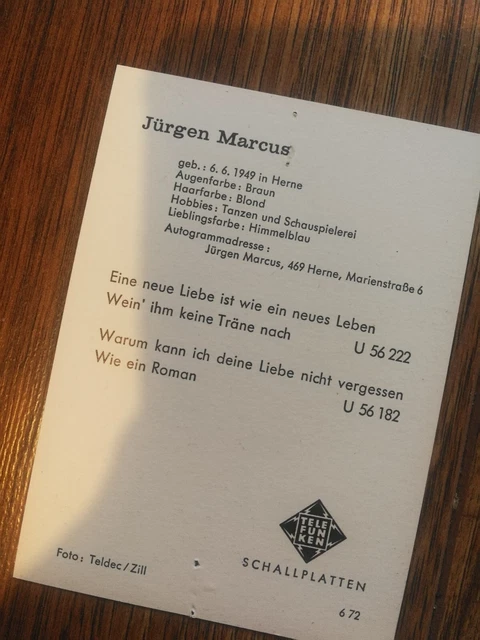 Jürgen Marcus
geb.: 6. 6. 1949 in Herne
Augenfarbe: Braun
Haarfarbe: Blond
Hobbies: Tanzen und Schauspielerei
Lieblingsfarbe: Himmelblau
Autogrammadresse:
Jürgen Marcus, 469 Herne, Marienstraße 6
Eine neue Liebe ist wie ein neues Leben
Wein' ihm keine Träne nach
U 56 222
Warum kann ich deine Liebe nicht vergessen
Wie ein Roman
U 56 182
TELE
FUN
KEN
SCHALLPLATTEN
Foto: Teldec/Zill
6 72